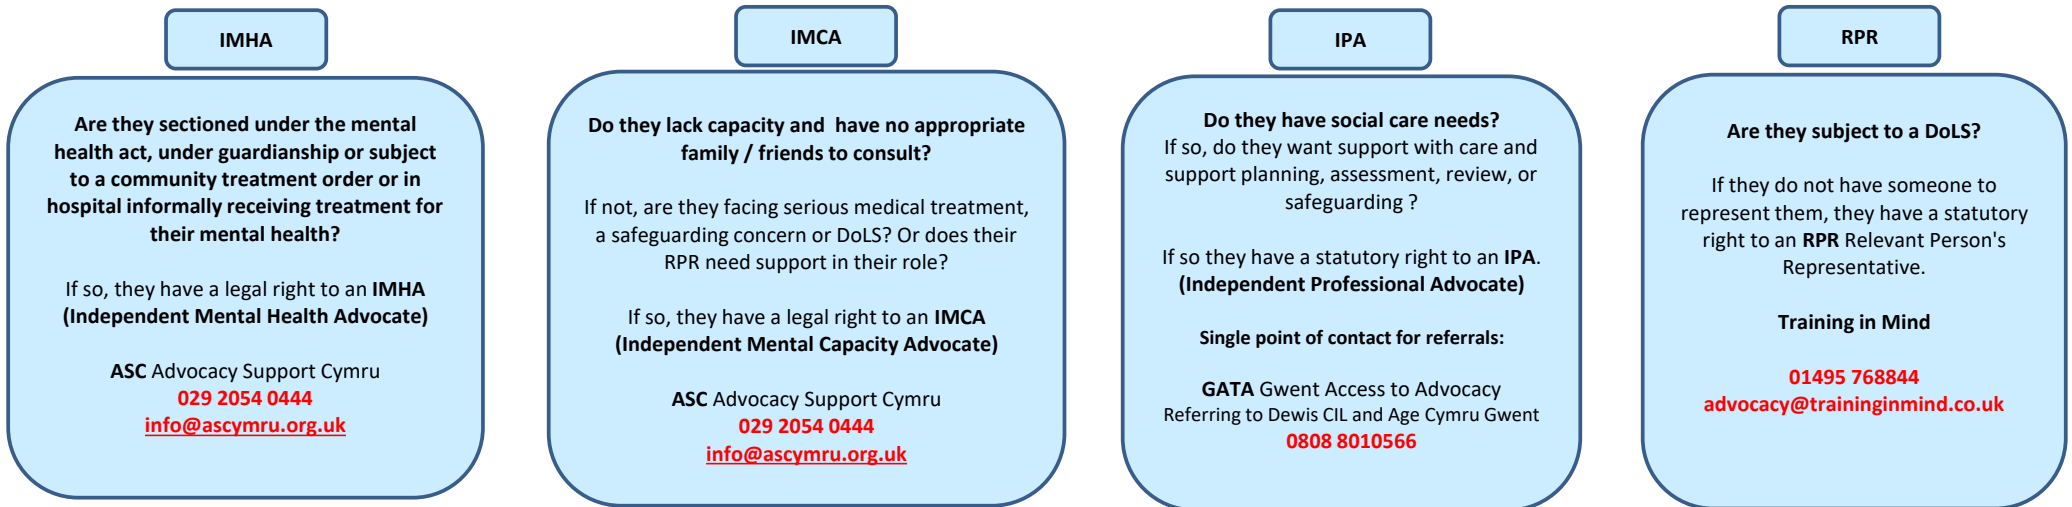 IMHA
Are they sectioned under the mental
health act, under guardianship or subject
to a community treatment order or in
hospital informally receiving treatment for
their mental health?
If so, they have a legal right to an IMHA
(Independent Mental Health Advocate)
ASC Advocacy Support Cymru
029 2054 0444
info@ascymru.org.uk
IMCA
Do they lack capacity and have no appropriate
family / friends to consult?
If not, are they facing serious medical treatment,
a safeguarding concern or DoLS? Or does their
RPR need support in their role?
If so, they have a legal right to an IMCA
(Independent Mental Capacity Advocate)
ASC Advocacy Support Cymru
029 2054 0444
info@ascymru.org.uk
IPA
Do they have social care needs?
If so, do they want support with care and
support planning, assessment, review, or
safeguarding ?
If so they have a statutory right to an IPA.
(Independent Professional Advocate)
Single point of contact for referrals:
GATA Gwent Access to Advocacy
Referring to Dewis CIL and Age Cymru Gwent
0808 8010566
RPR
Are they subject to a DoLS?
If they do not have someone to
represent them, they have a statutory
right to an RPR Relevant Person's
Representative.
Training in Mind
01495 768844
advocacy@traininginmind.co.uk